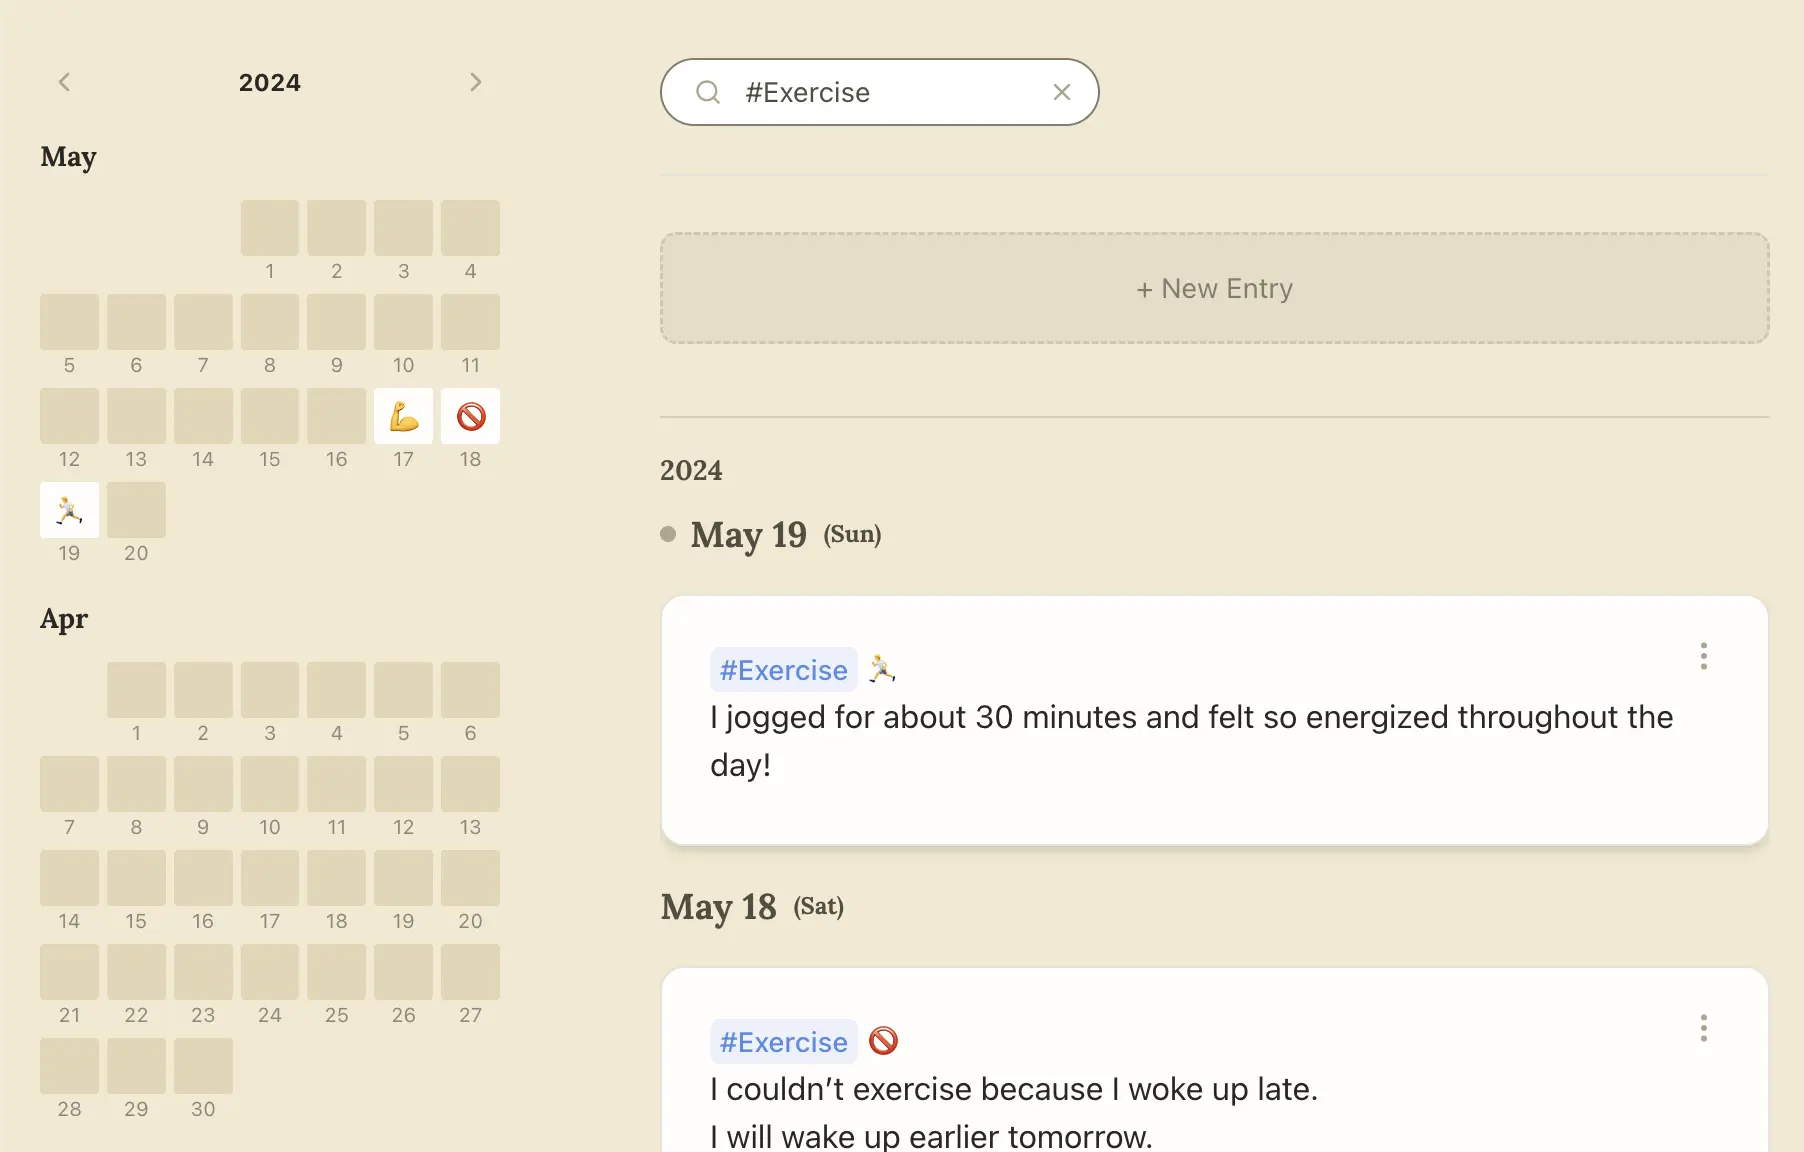 2024
May
1 2 3 4
5 6 7 8 9 10 11
12 13 14 15 16 17 18
19 20
Apr
1 2 3 4 5 6
7 8 9 10 11 12 13
14 15 16 17 18 19 20
21 22 23 24 25 26 27
28 29 30
#Exercise
+ New Entry
2024
May 19 (Sun)
#Exercise 🏃
I jogged for about 30 minutes and felt so energized throughout the
day!
May 18 (Sat)
#Exercise 🚫
I couldn't exercise because I woke up late.
I will wake up earlier tomorrow.